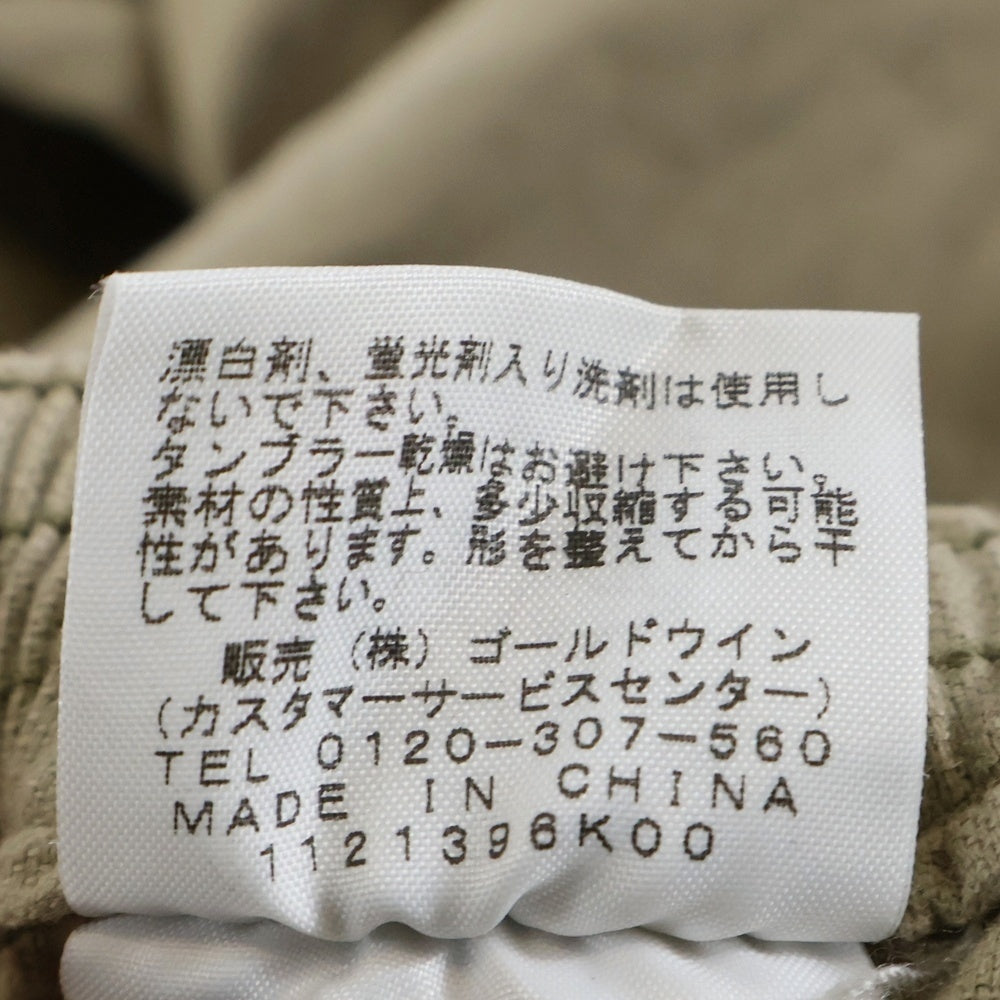 漂白剤、蛍光剤入り洗剤は使用し
ないで下さい。
タンブラー乾燥はお避け下さい。
素材の性質上、多少収縮する可能
性があります。形を整えてから干
して下さい。
販売（株）ゴールドウイン
（カスタマーサービスセンター）
TEL 0120-307-560
MADE IN CHINA
1121396K00